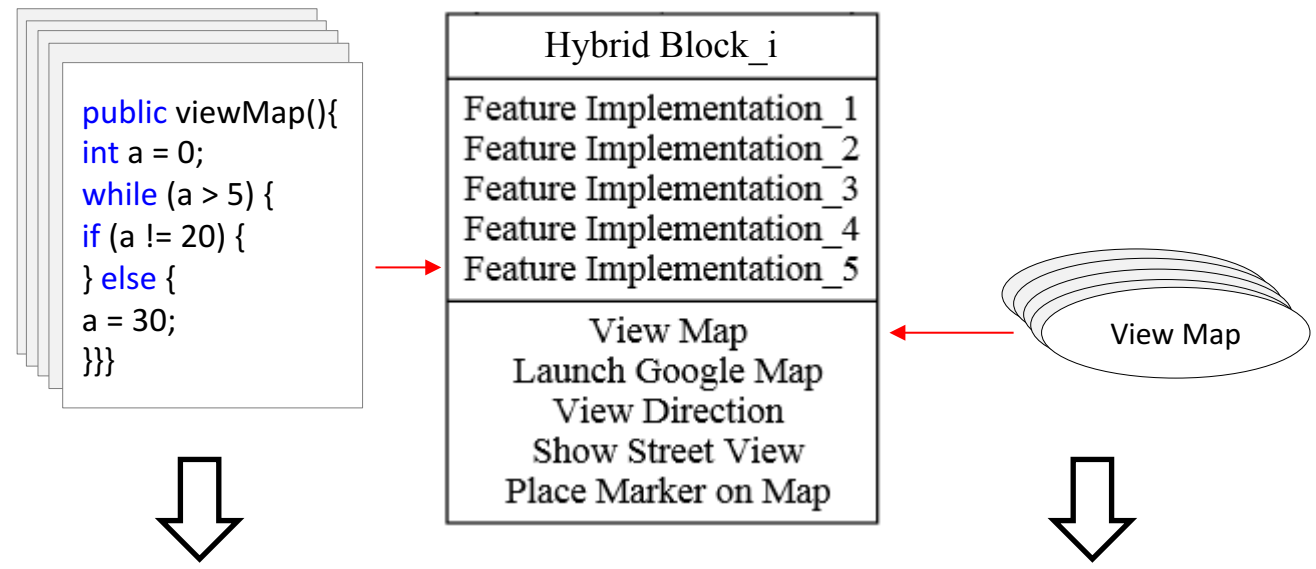 public viewMap(){
int a = 0;
while (a > 5) {
if (a != 20) {
} else {
a = 30;
}}}
Hybrid Block_i
Feature Implementation_1
Feature Implementation_2
Feature Implementation_3
Feature Implementation_4
Feature Implementation_5
View Map
Launch Google Map
View Direction
Show Street View
Place Marker on Map
View Map